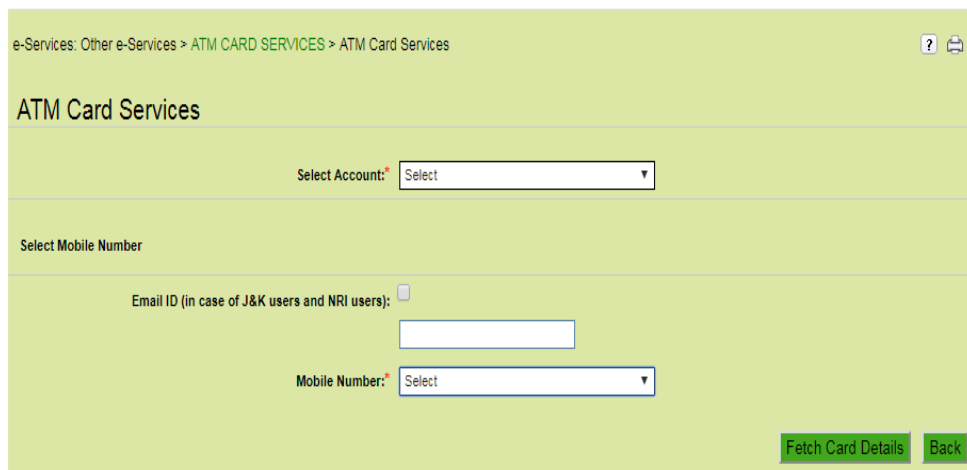 e-Services: Other e-Services > ATM CARD SERVICES > ATM Card Services
?
ATM Card Services
Select Account:* Select
Select Mobile Number
Email ID (in case of J&K users and NRI users):
Mobile Number:* Select
Fetch Card Details Back